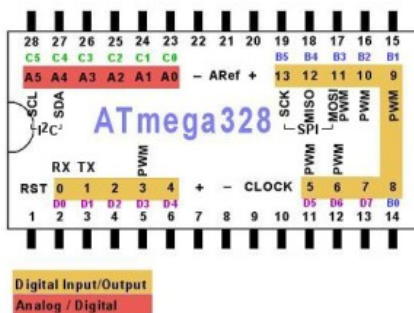 28 27 26 25 24 23 22 21 20 19 18 17 16 15
C5 C4 C3 C2 C1 C0 B5 B4 B3 B2 B1
A5 A4 A3 A2 A1 A0 – ARef + 13 12 11 10 9
SCL SDA SCK MISO MOSI PWM PWM PWM
I²C SPI
ATmega328
RX TX PWM PWM PWM
RST 0 1 2 3 4 + – CLOCK 5 6 7 8
D0 D1 D2 D3 D4 D5 D6 D7 B0
1 2 3 4 5 6 7 8 9 10 11 12 13 14
Digital Input/Output
Analog / Digital